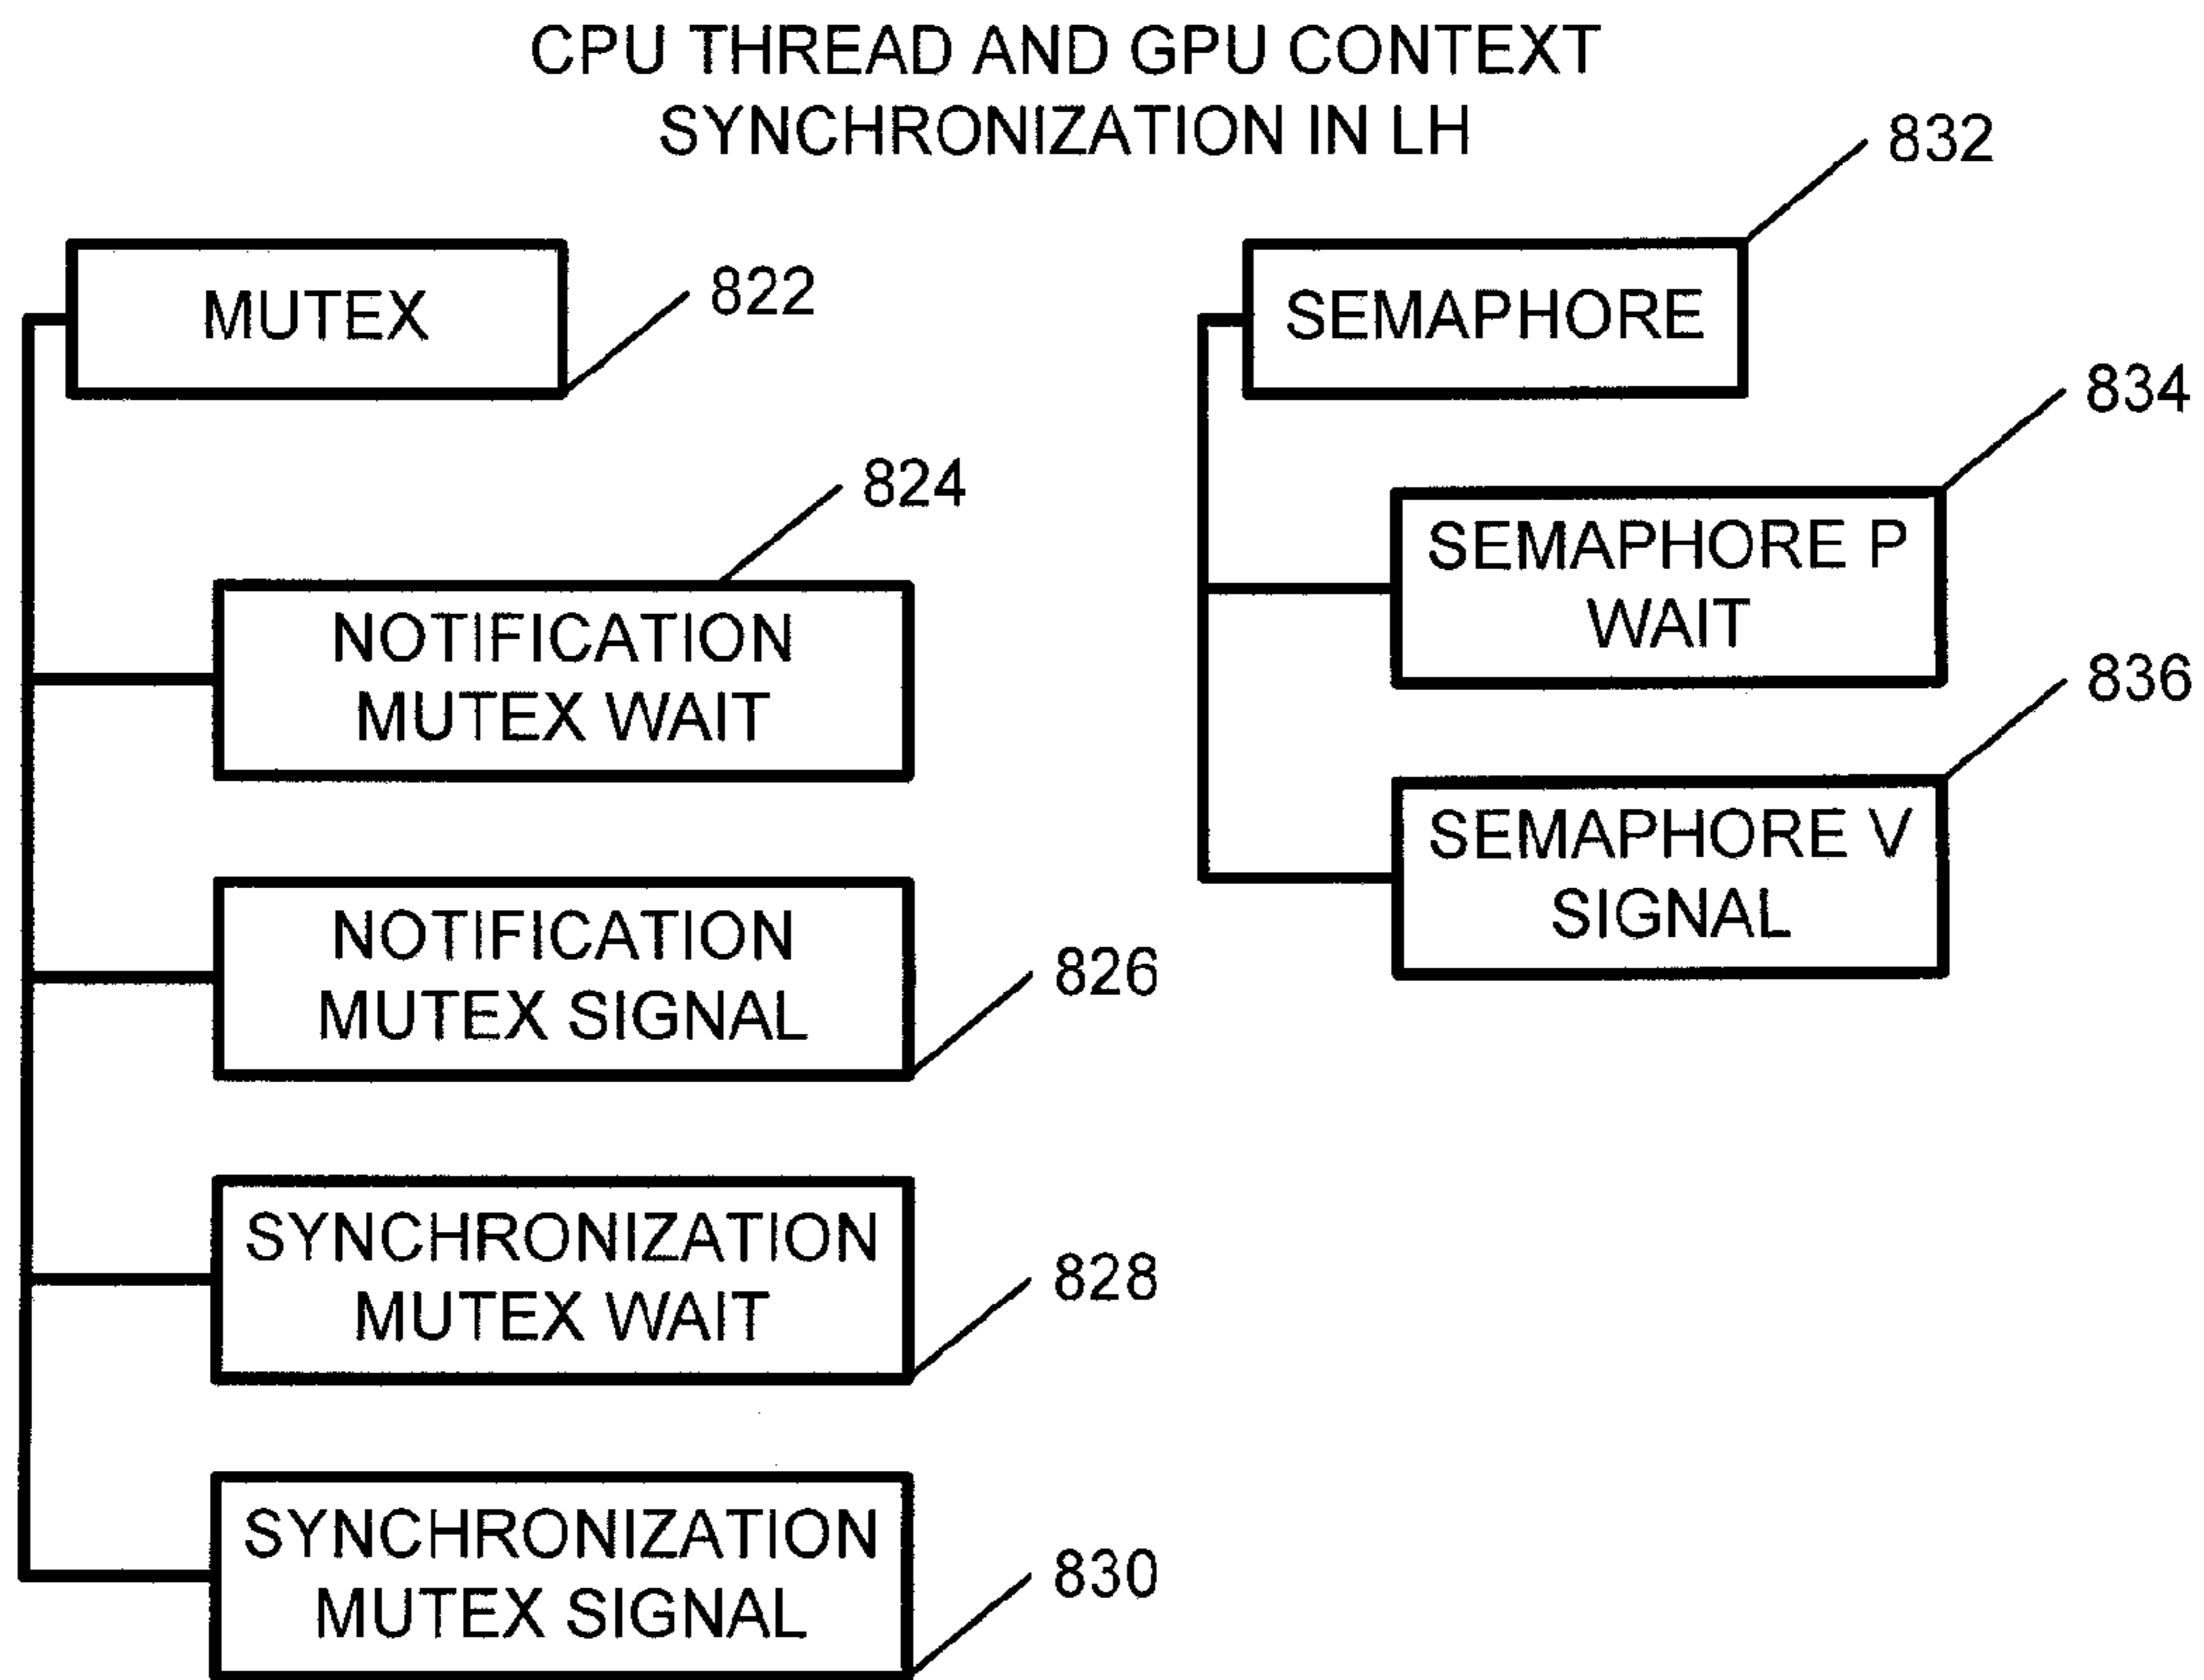 CPU THREAD AND GPU CONTEXT
SYNCHRONIZATION IN LH
MUTEX
822
NOTIFICATION
MUTEX WAIT
824
NOTIFICATION
MUTEX SIGNAL
826
SYNCHRONIZATION
MUTEX WAIT
828
SYNCHRONIZATION
MUTEX SIGNAL
830
SEMAPHORE
832
SEMAPHORE P
WAIT
834
SEMAPHORE V
SIGNAL
836